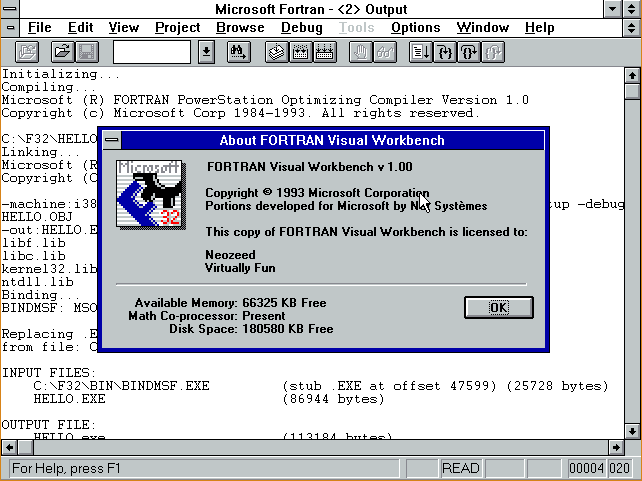 Microsoft Fortran - <2> Output
File Edit View Project Browse Debug Tools Options Window Help
Initializing...
Compiling...
Microsoft (R) FORTRAN PowerStation Optimizing Compiler Version 1.0
Copyright (c) Microsoft Corp 1984-1993. All rights reserved.
C:\F32\HELLO
Linking...
Microsoft (R
Copyright (C
-machine:i38
-debug
HELLO.OBJ
-out:HELLO.E
libf.lib
libc.lib
kernel32.lib
ntdll.lib
Binding...
BINDMSF: MSO
Replacing .E
from file: C
INPUT FILES:
C:\F32\BIN\BINDMSF.EXE (stub .EXE at offset 47599) (25728 bytes)
HELLO.EXE (86944 bytes)
OUTPUT FILE:
HELLO.exe (113184 bytes)
About FORTRAN Visual Workbench
Microsoft
32
FORTRAN Visual Workbench v 1.00
Copyright © 1993 Microsoft Corporation
Portions developed for Microsoft by Systèmes
This copy of FORTRAN Visual Workbench is licensed to:
Neozeed
Virtually Fun
Available Memory: 66325 KB Free
Math Co-processor: Present
Disk Space: 180580 KB Free
OK
For Help, press F1
READ
00004 020